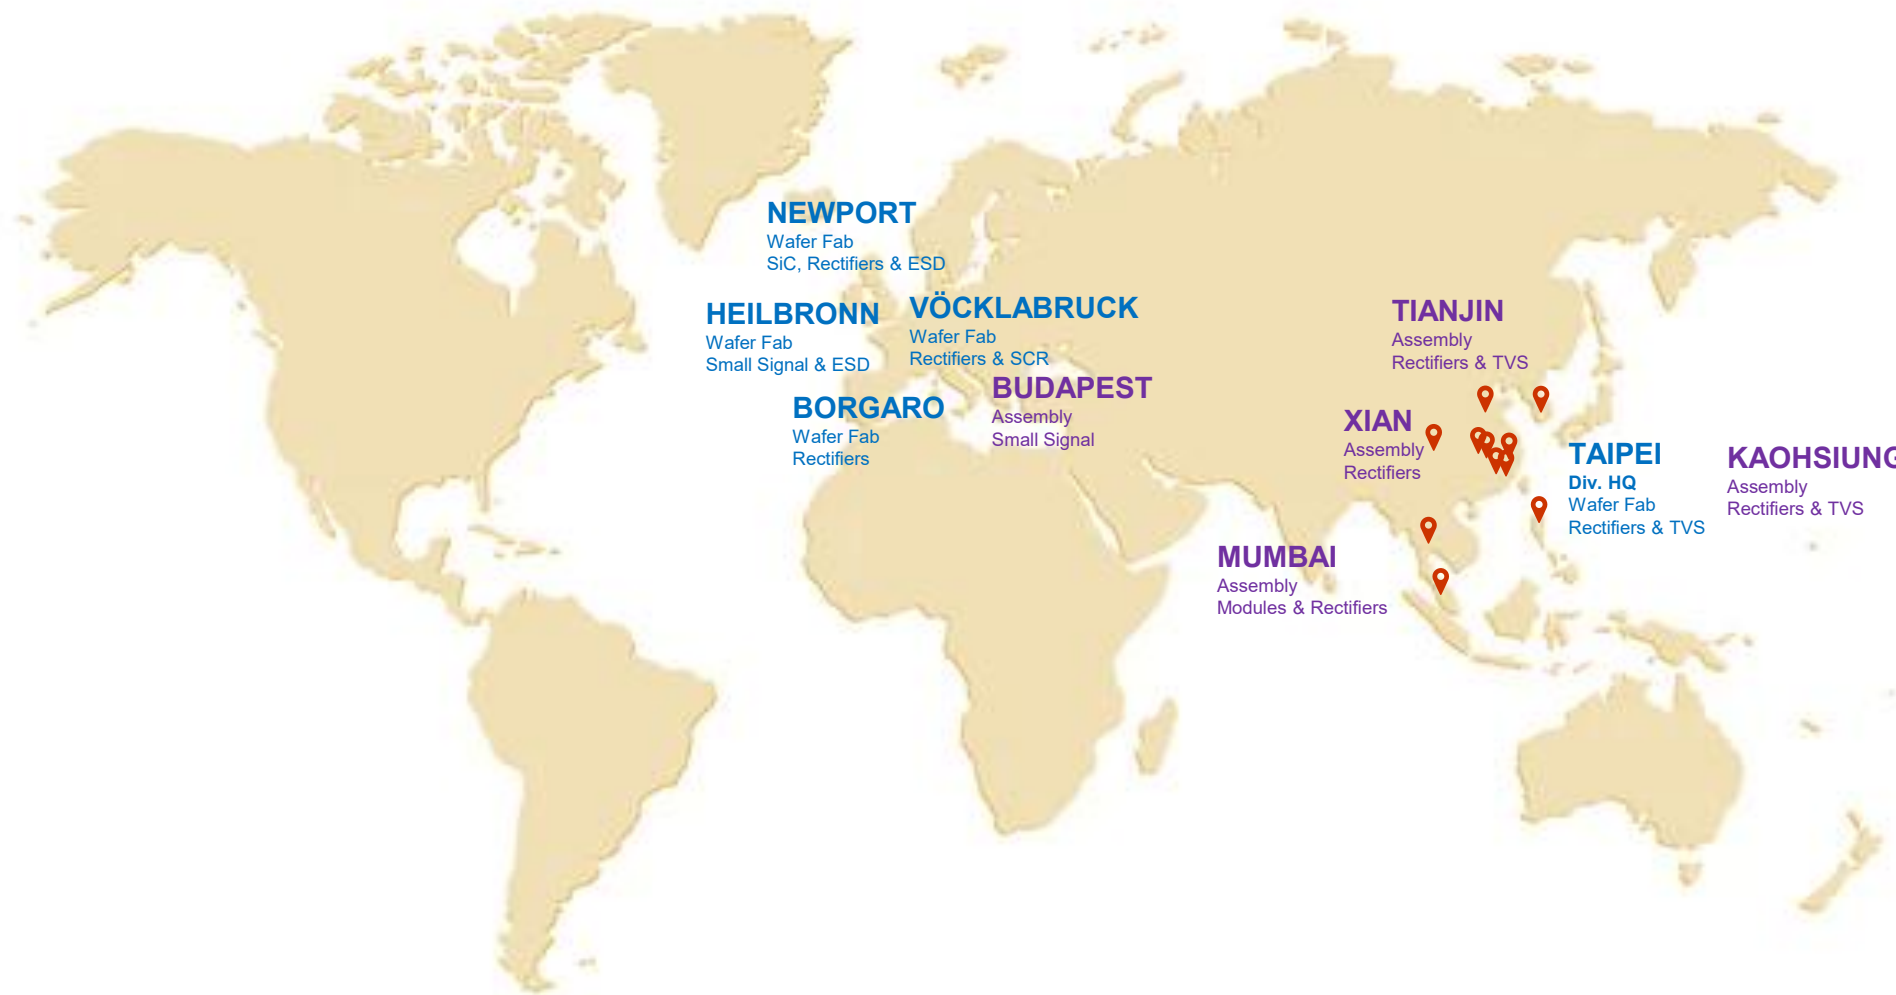 NEWPORT
Wafer Fab
SiC, Rectifiers & ESD
HEILBRONN
Wafer Fab
Small Signal & ESD
VÖCKLABRUCK
Wafer Fab
Rectifiers & SCR
BORGARO
Wafer Fab
Rectifiers
BUDAPEST
Assembly
Small Signal
TIANJIN
Assembly
Rectifiers & TVS
XIAN
Assembly
Rectifiers
TAIPEI
Div. HQ
Wafer Fab
Rectifiers & TVS
KAOHSIUNG
Assembly
Rectifiers & TVS
MUMBAI
Assembly
Modules & Rectifiers